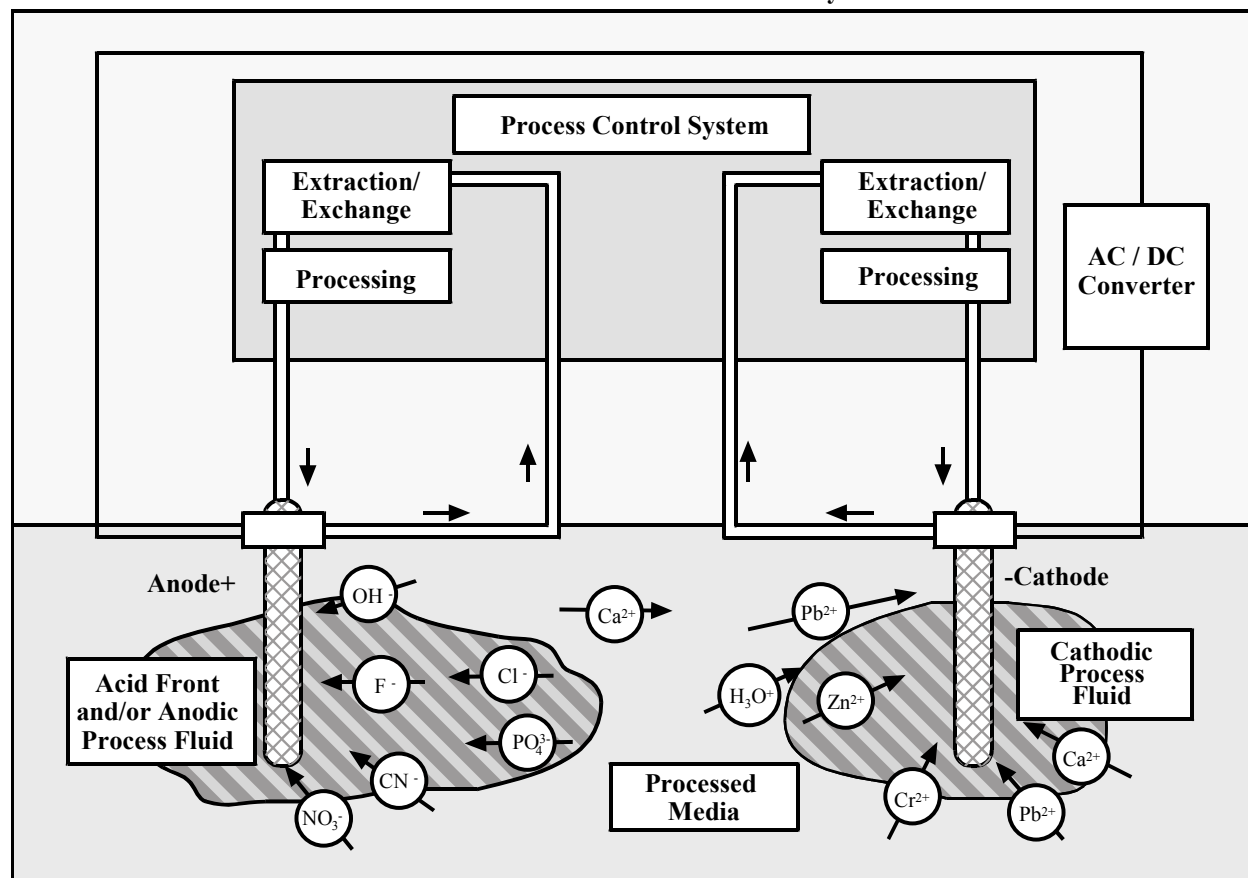 Process Control System
Extraction/
Exchange
Processing
Extraction/
Exchange
Processing
AC / DC
Converter
Anode+
-Cathode
OH -
Ca2+
Pb2+
F -
Cl -
H3O+
Zn2+
PO43-
CN -
NO3-
Cr2+
Pb2+
Ca2+
Acid Front
and/or Anodic
Process Fluid
Cathodic
Process
Fluid
Processed
Media